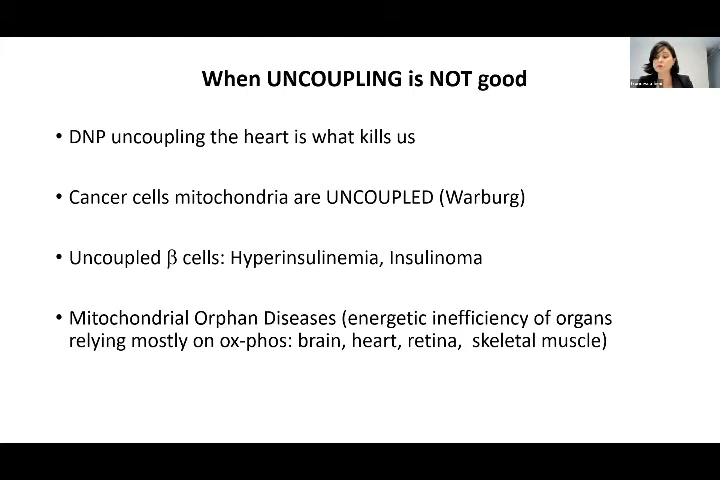 When UNCOUPLING is NOT good
• DNP uncoupling the heart is what kills us
• Cancer cells mitochondria are UNCOUPLED (Warburg)
• Uncoupled β cells: Hyperinsulinemia, Insulinoma
• Mitochondrial Orphan Diseases (energetic inefficiency of organs
relying mostly on ox-phos: brain, heart, retina, skeletal muscle)